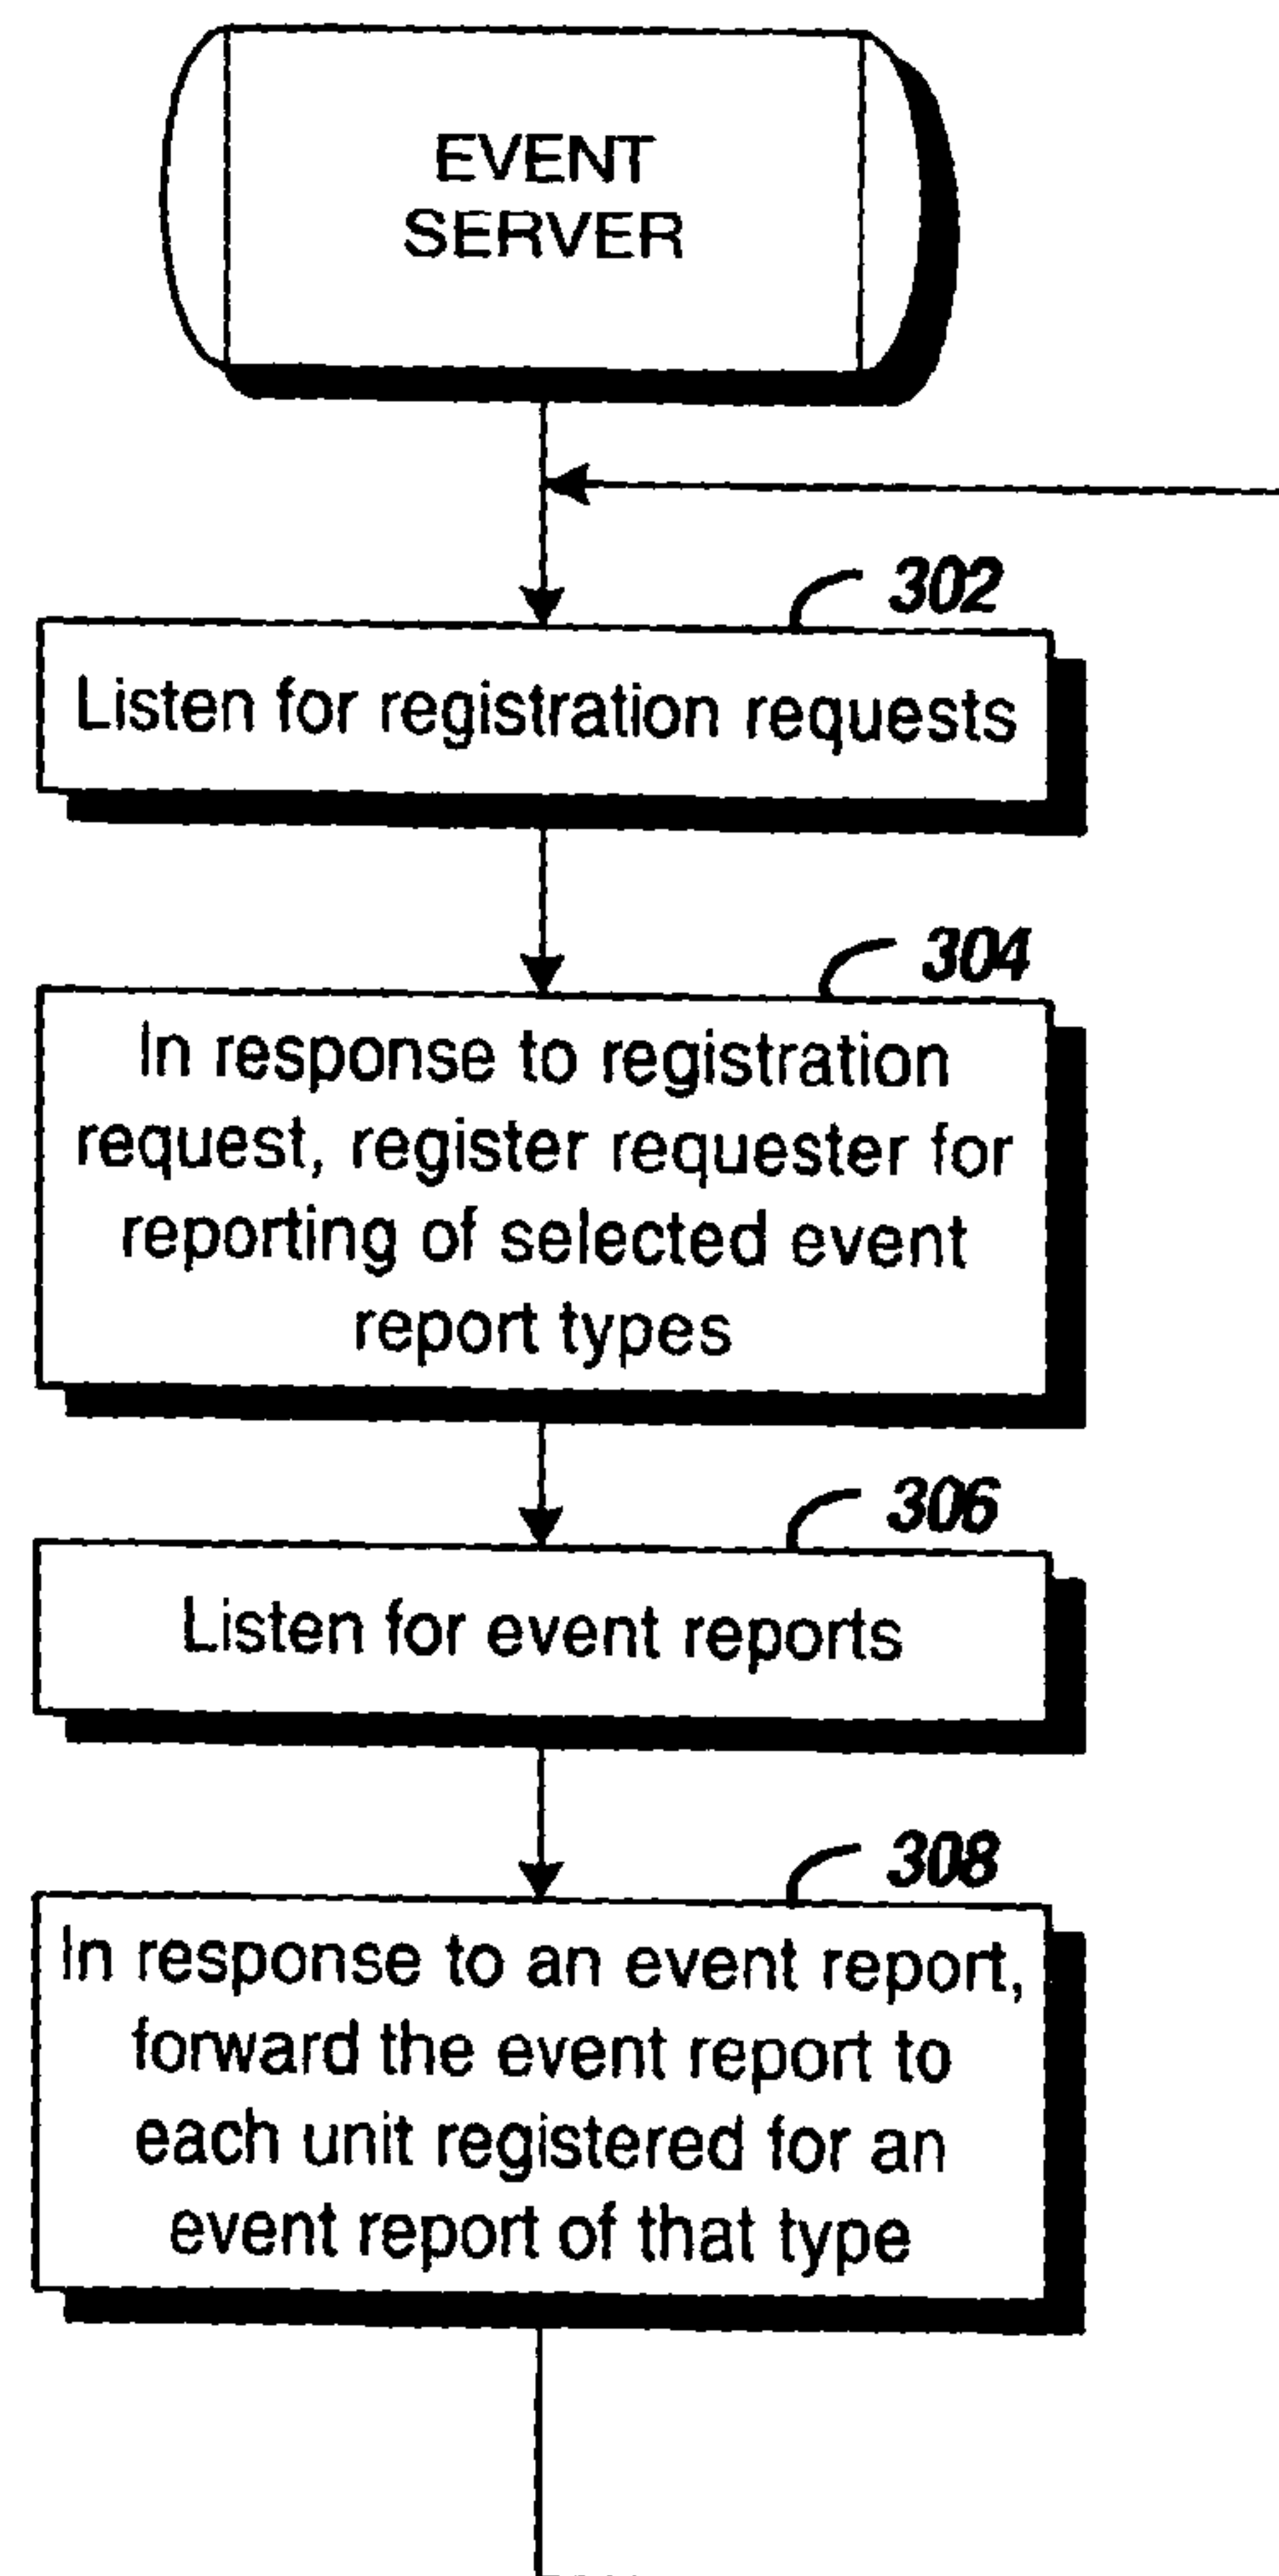 EVENT
SERVER
302
Listen for registration requests
304
In response to registration
request, register requester for
reporting of selected event
report types
306
Listen for event reports
308
In response to an event report,
forward the event report to
each unit registered for an
event report of that type